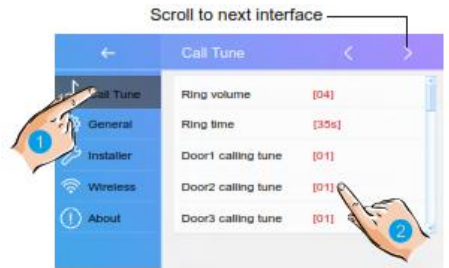 Scroll to next interface
Call Tune
Call Tune
Ring volume [04]
General
Ring time [35s]
Installer
Door1 calling tune [01]
Wireless
Door2 calling tune [01]
About
Door3 calling tune [01]
1
2